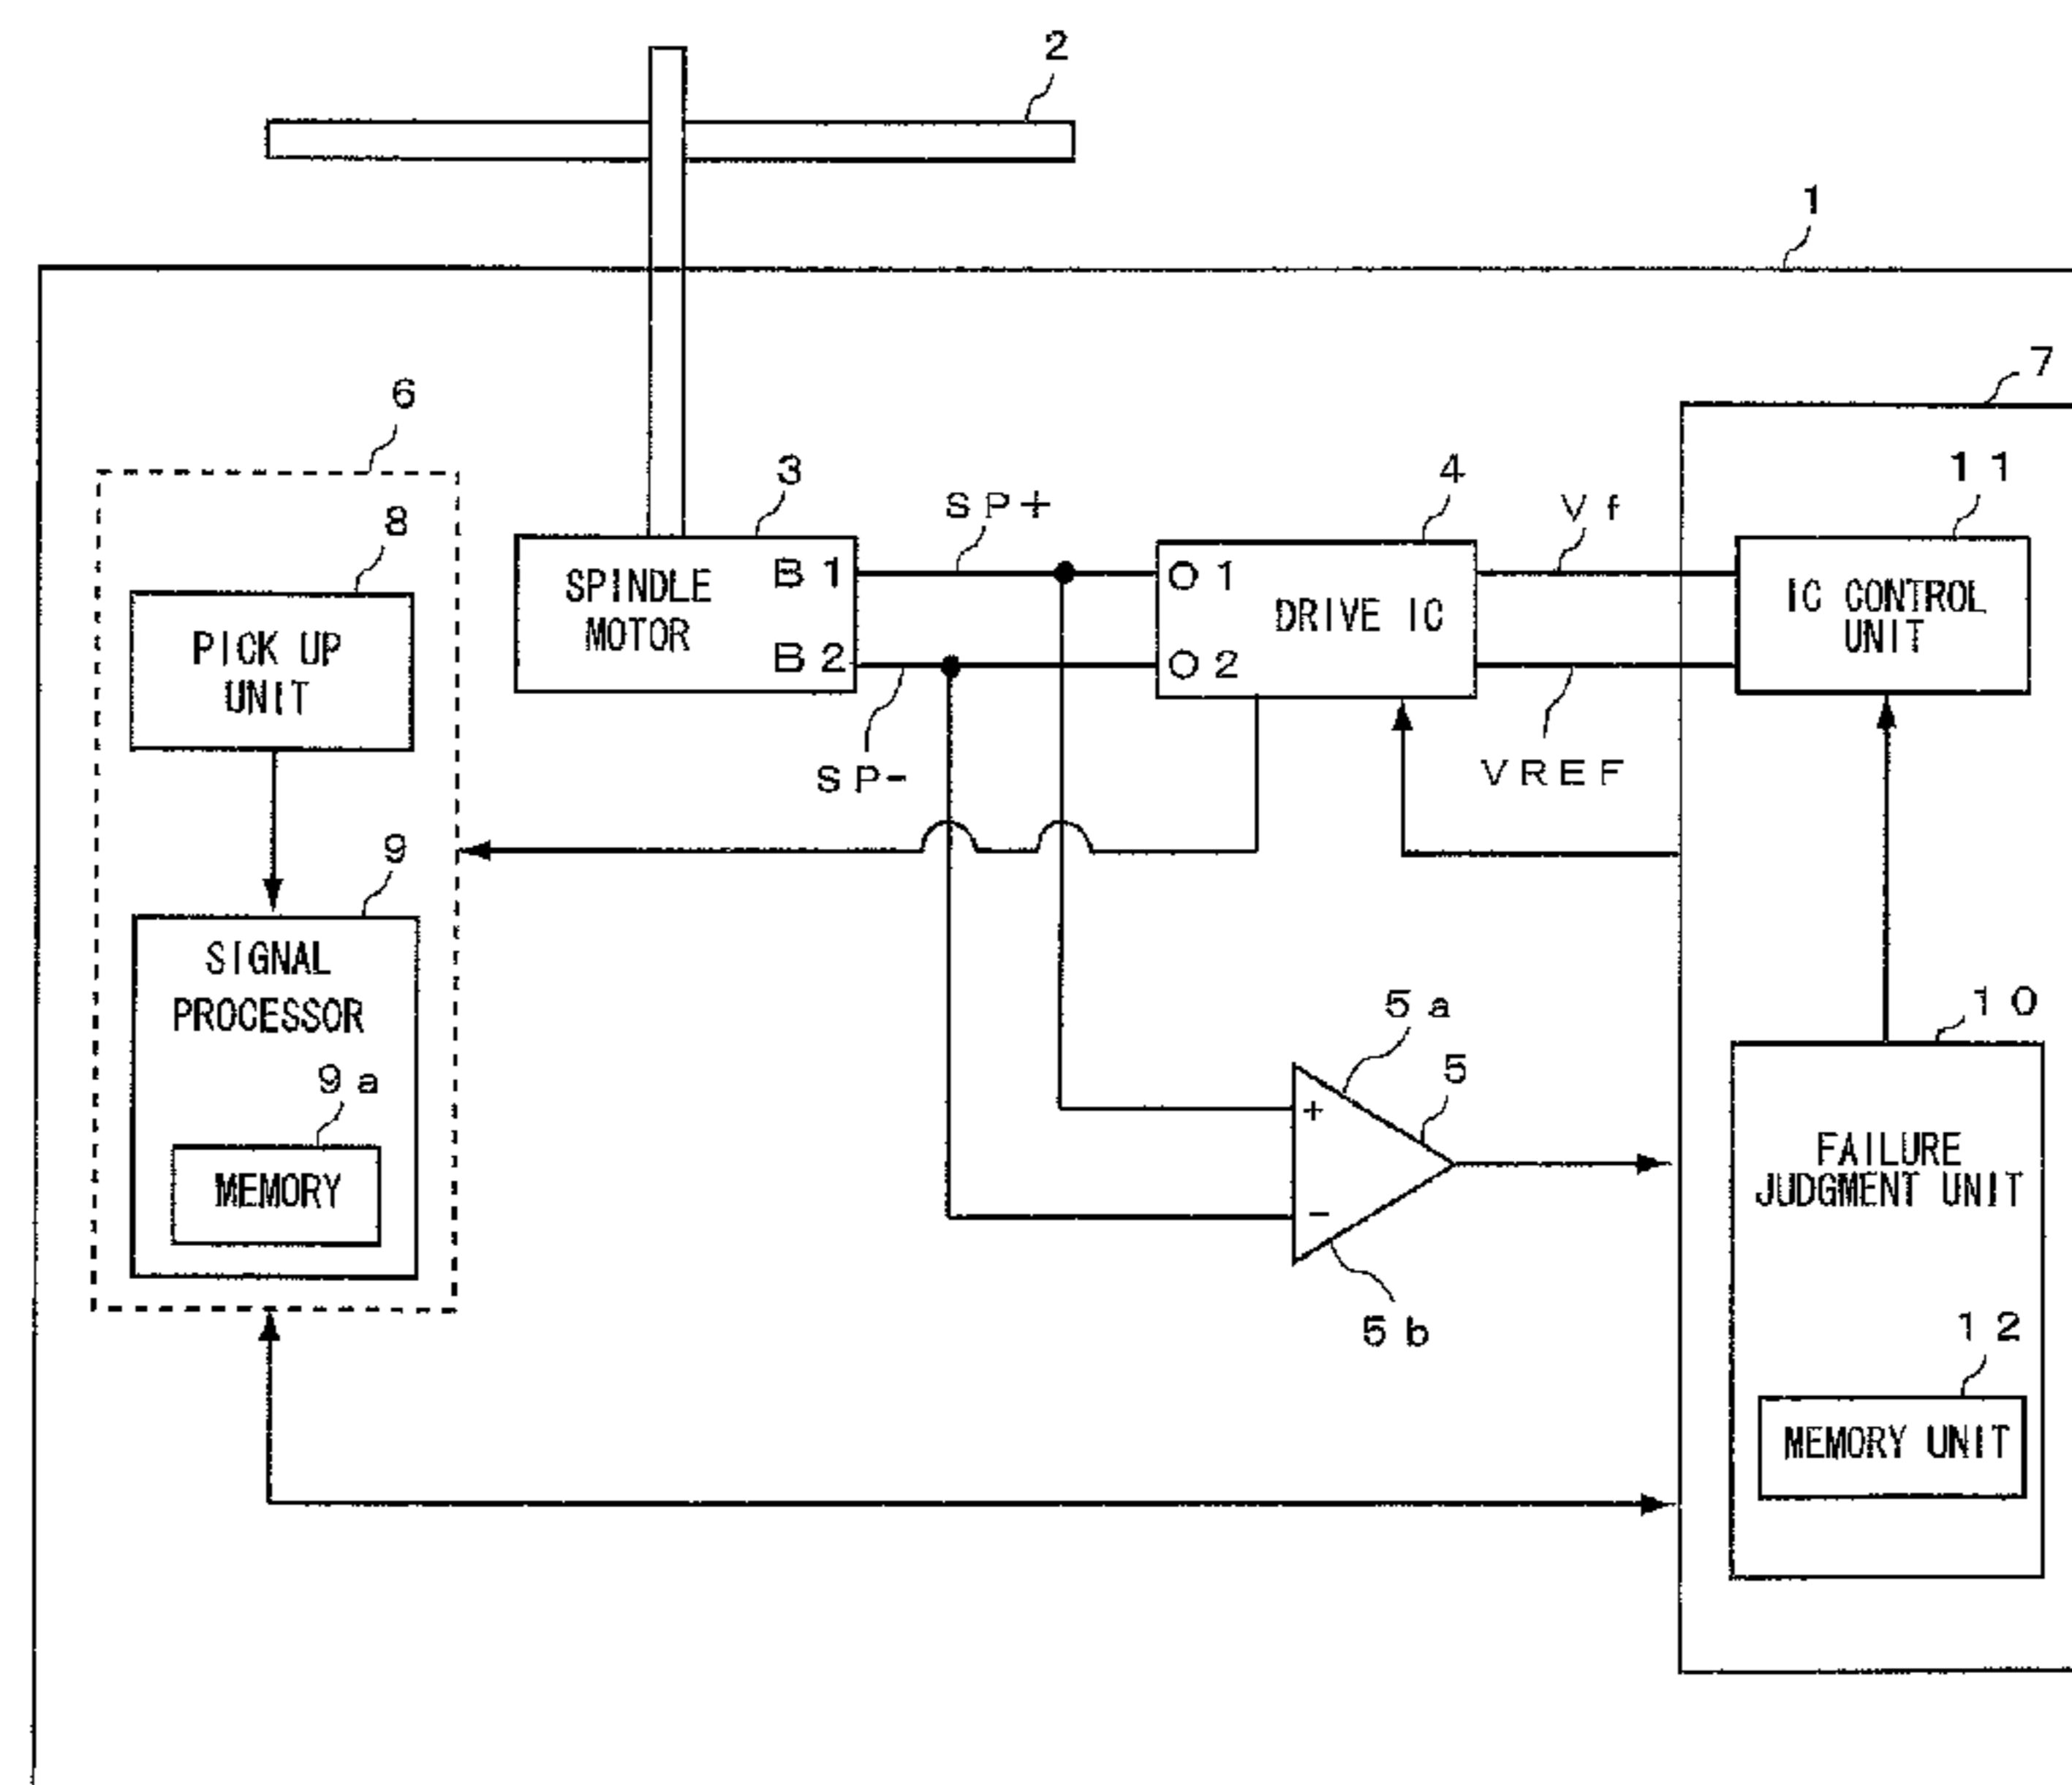 2
1
7
6
3
4
11
SP+
Vf
8
SPINDLE
MOTOR
B1
B2
O1
O2
DRIVE IC
IC CONTROL
UNIT
PICK UP
UNIT
SP-
VREF
9
SIGNAL
PROCESSOR
5a
10
9a
5
+
MEMORY
FAILURE
JUDGMENT UNIT
-
5b
12
MEMORY UNIT